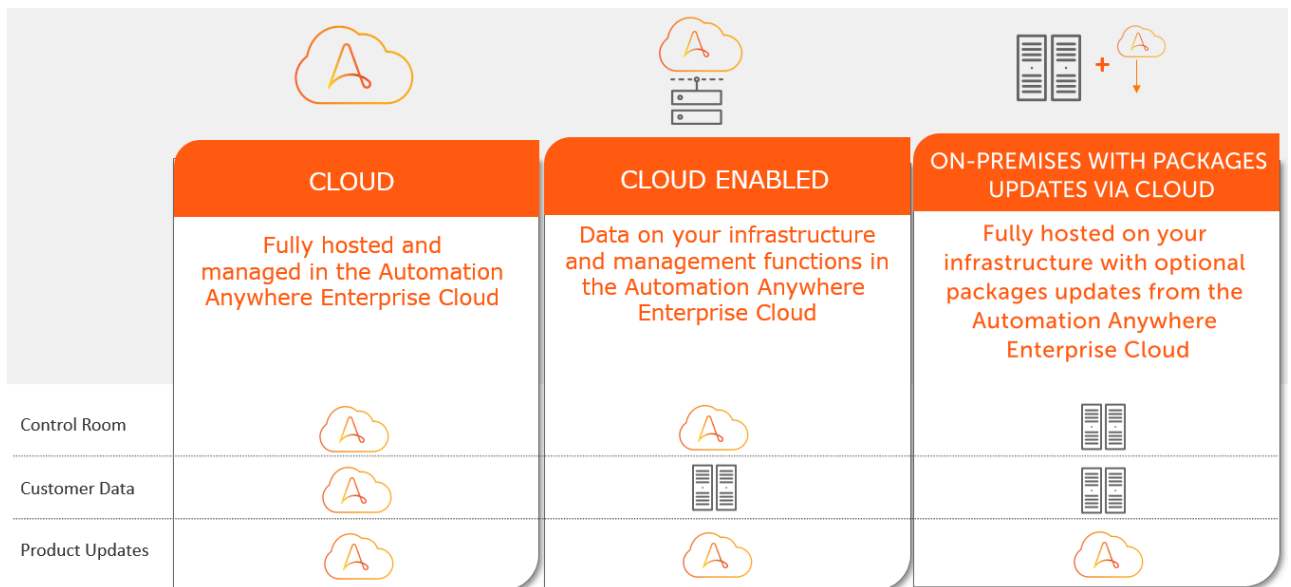 CLOUD
Fully hosted and
managed in the Automation
Anywhere Enterprise Cloud
CLOUD ENABLED
Data on your infrastructure
and management functions in
the Automation Anywhere
Enterprise Cloud
+
ON-PREMISES WITH PACKAGES
UPDATES VIA CLOUD
Fully hosted on your
infrastructure with optional
packages updates from the
Automation Anywhere
Enterprise Cloud
Control Room
Customer Data
Product Updates